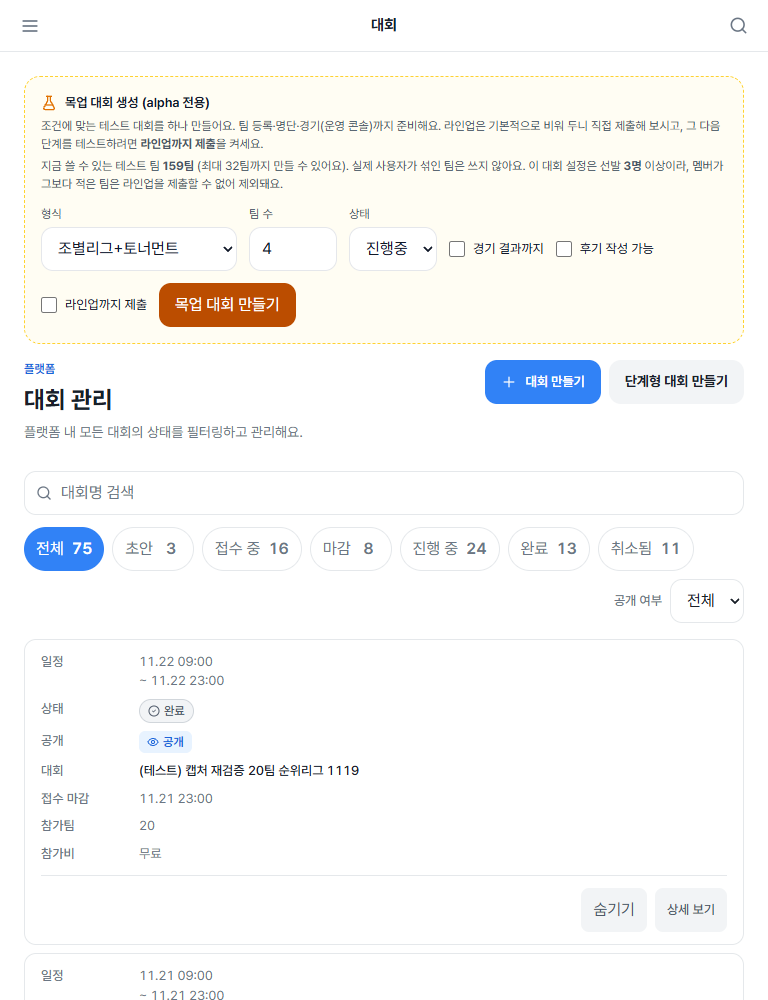 대회
목업 대회 생성 (alpha 전용)
조건에 맞는 테스트 대회를 하나 만들어요. 팀 등록·명단·경기(운영 콘솔)까지 준비해요. 라인업은 기본적으로 비워 두니 직접 제출해 보시고, 그 다음
단계를 테스트하려면 라인업까지 제출을 켜세요.
지금 쓸 수 있는 테스트 팀 159팀 (최대 32팀까지 만들 수 있어요). 실제 사용자가 섞인 팀은 쓰지 않아요. 이 대회 설정은 선발 3명 이상이라, 멤버가
그보다 적은 팀은 라인업을 제출할 수 없어 제외돼요.
형식 팀 수 상태
조별리그+토너먼트 4 진행중 경기 결과까지 후기 작성 가능
라인업까지 제출 목업 대회 만들기
플랫폼
대회 관리
플랫폼 내 모든 대회의 상태를 필터링하고 관리해요.
대회 만들기 단계형 대회 만들기
대회명 검색
전체 75 초안 3 접수 중 16 마감 8 진행 중 24 완료 13 취소됨 11
공개 여부 전체
일정 11.22 09:00
~ 11.22 23:00
상태 완료
공개 공개
대회 (테스트) 캡처 재검증 20팀 순위리그 1119
접수 마감 11.21 23:00
참가팀 20
참가비 무료
숨기기 상세 보기
일정 11.21 09:00
~ 11.21 23:00